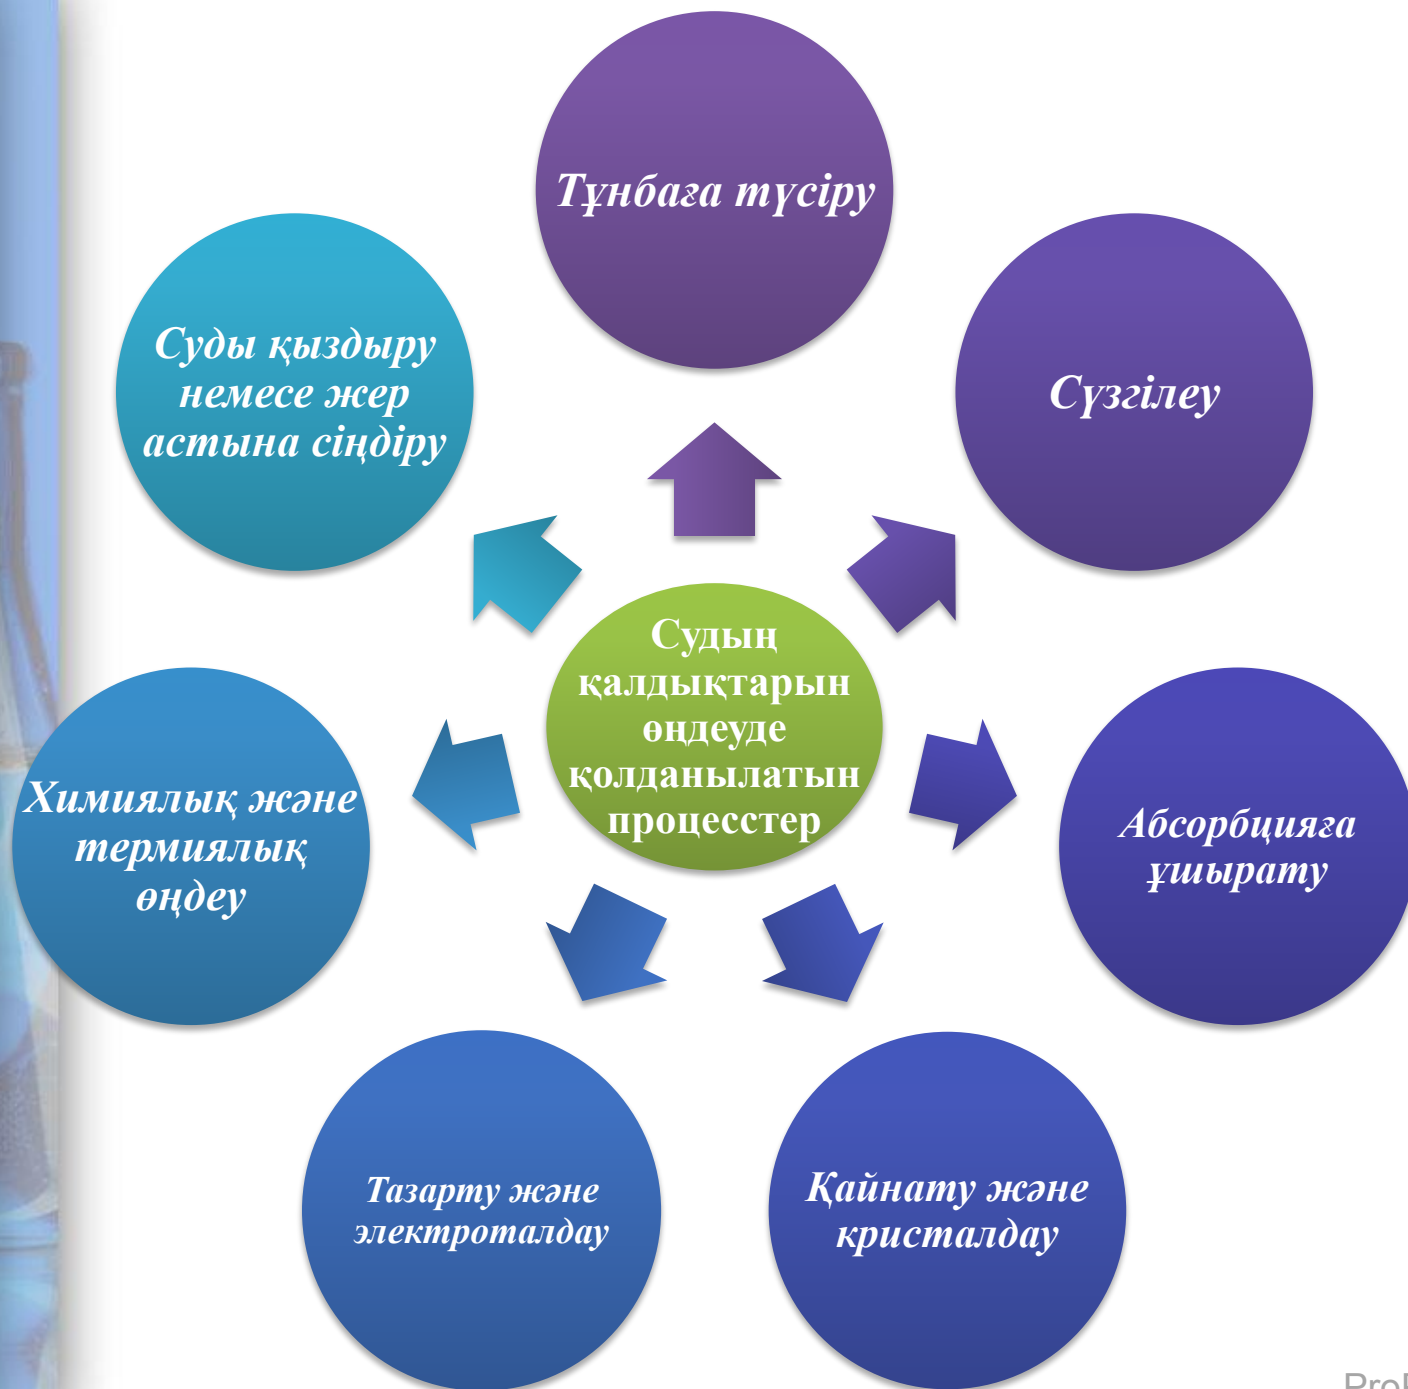 Тұнбаға түсіру
Суды қыздыру
немесе жер
астына сіңдіру
Сүзгілеу
Судың
қалдықтарын
өңдеуде
қолданылатын
процесстер
Химиялық және
термиялық
өңдеу
Абсорбцияға
ұшырату
Тазарту және
электроталдау
Қайнату және
кристалдау